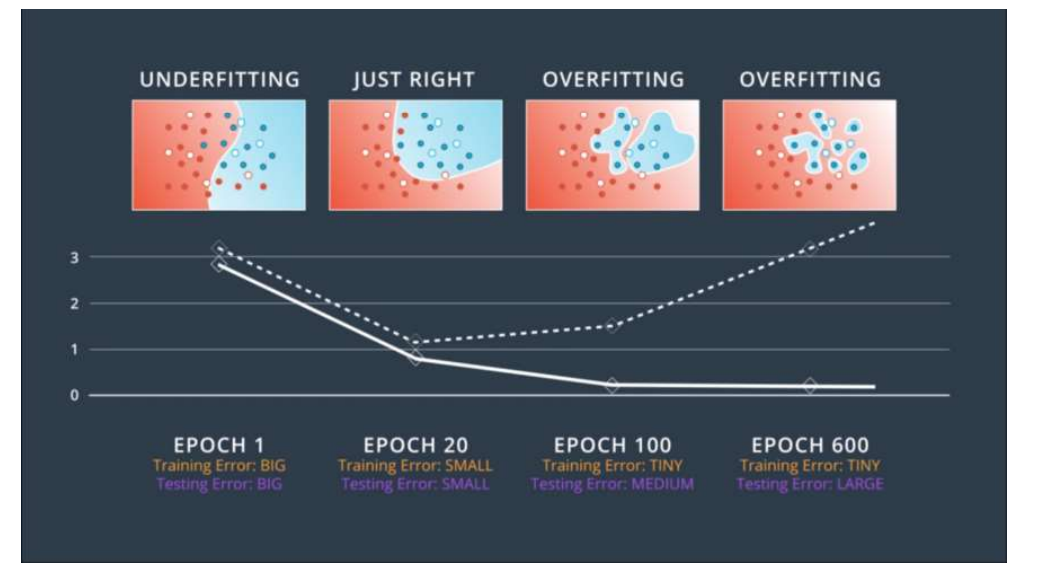 UNDERFITTING
JUST RIGHT
OVERFITTING
OVERFITTING
3
2
1
0
EPOCH 1
Training Error: BIG
Testing Error: BIG
EPOCH 20
Training Error: SMALL
Testing Error: SMALL
EPOCH 100
Training Error: TINY
Testing Error: MEDIUM
EPOCH 600
Training Error: TINY
Testing Error: LARGE